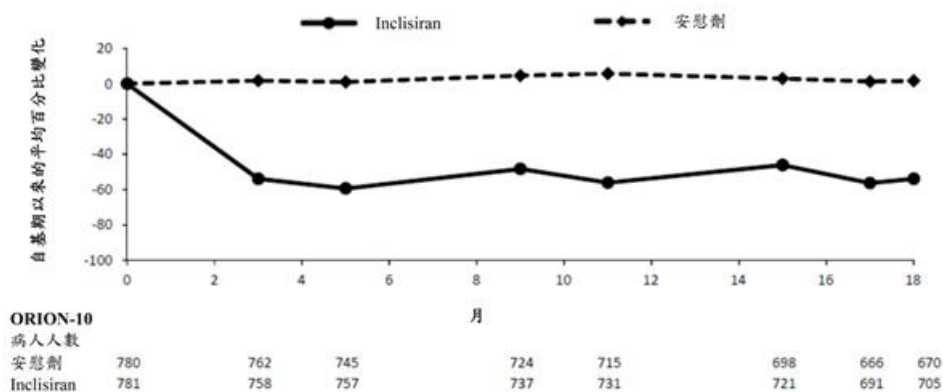 Inclisiran 安慰劑
自基期以來的平均百分比變化
20
0
-20
-40
-60
-80
-100
0 2 4 6 8 10 12 14 16 18
月
ORION-10
病人人數
安慰劑 780 762 745 724 715 698 666 670
Inclisiran 781 758 757 737 731 721 691 705